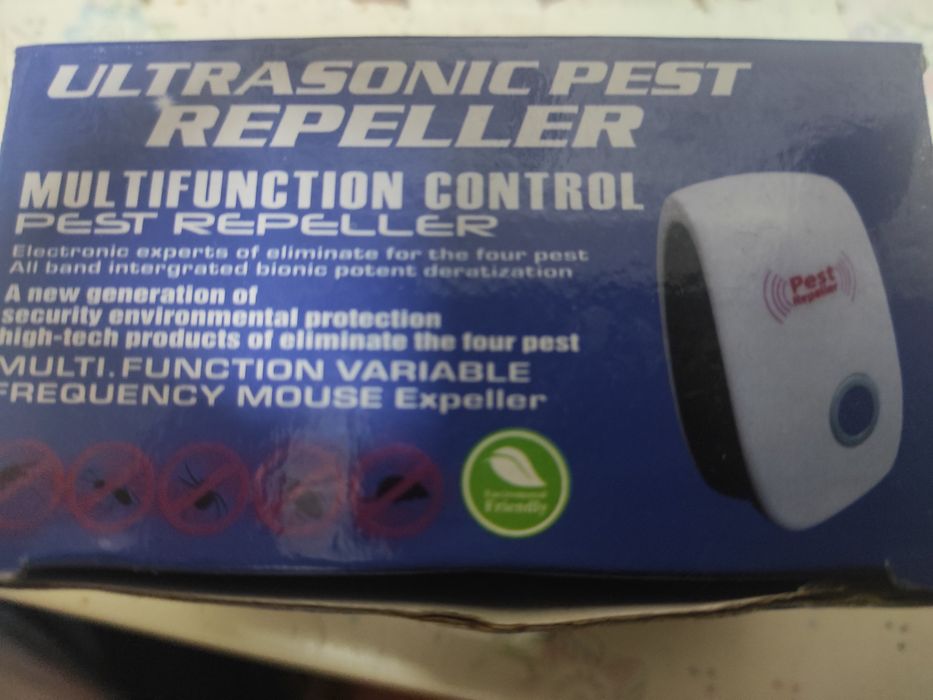 ULTRASONIC PEST
REPELLER
MULTIFUNCTION CONTROL
PEST REPELLER
Electronic experts of eliminate for the four pest
All band intergrated bionic potent deratization
A new generation of
security environmental protection
high-tech products of eliminate the four pest
MULTI.FUNCTION VARIABLE
FREQUENCY MOUSE Expeller
Pest
Repeller
Friendly